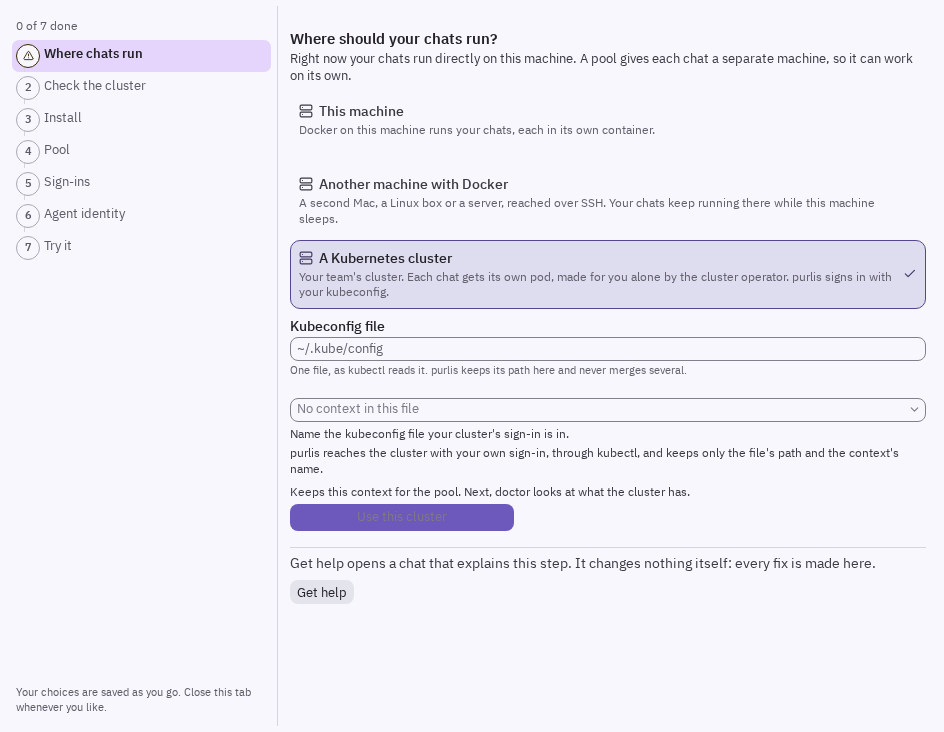 0 of 7 done
Where chats run
2 Check the cluster
3 Install
4 Pool
5 Sign-ins
6 Agent identity
7 Try it
Your choices are saved as you go. Close this tab
whenever you like.
Where should your chats run?
Right now your chats run directly on this machine. A pool gives each chat a separate machine, so it can work
on its own.
This machine
Docker on this machine runs your chats, each in its own container.
Another machine with Docker
A second Mac, a Linux box or a server, reached over SSH. Your chats keep running there while this machine
sleeps.
A Kubernetes cluster
Your team's cluster. Each chat gets its own pod, made for you alone by the cluster operator. purlis signs in with
your kubeconfig.
Kubeconfig file
~/.kube/config
One file, as kubectl reads it. purlis keeps its path here and never merges several.
No context in this file
Name the kubeconfig file your cluster's sign-in is in.
purlis reaches the cluster with your own sign-in, through kubectl, and keeps only the file's path and the context's
name.
Keeps this context for the pool. Next, doctor looks at what the cluster has.
Use this cluster
Get help opens a chat that explains this step. It changes nothing itself: every fix is made here.
Get help